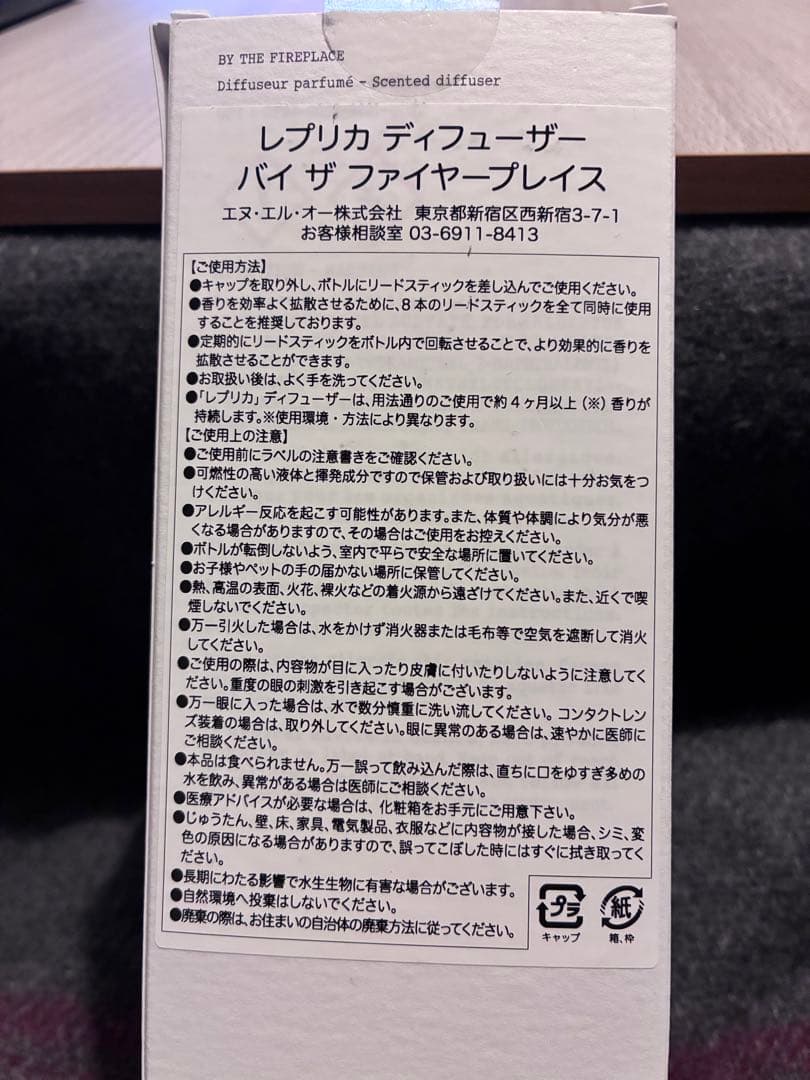 BY THE FIREPLACE
Diffuseur parfumé - Scented diffuser
レプリカ ディフューザー
バイ ザ ファイヤープレイス
エヌ・エル・オー株式会社 東京都新宿区西新宿3-7-1
お客様相談室 03-6911-8413
【ご使用方法】
●キャップを取り外し、ボトルにリードスティックを差し込んでご使用ください。
●香りを効率よく拡散させるために、8本のリードスティックを全て同時に使用
することを推奨しております。
●定期的にリードスティックをボトル内で回転させることで、より効果的に香りを
拡散させることができます。
●お取扱い後は、よく手を洗ってください。
●「レプリカ」ディフューザーは、用法通りのご使用で約4ヶ月以上(※)香りが
持続します。※使用環境・方法により異なります。
【ご使用上の注意】
●ご使用前にラベルの注意書きをご確認ください。
●可燃性の高い液体と揮発成分ですので保管および取り扱いには十分お気をつ
けください。
●アレルギー反応を起こす可能性があります。また、体質や体調により気分が悪
くなる場合がありますので、その場合はご使用をお控えください。
●ボトルが転倒しないよう、室内で平らで安全な場所に置いてください。
●お子様やペットの手の届かない場所に保管してください。
●熱、高温の表面、火花、裸火などの着火源から遠ざけてください。また、近くで喫
煙しないでください。
●万一引火した場合は、水をかけず消火器または毛布等で空気を遮断して消火
してください。
●ご使用の際は、内容物が目に入ったり皮膚に付いたりしないように注意してく
ださい。重度の眼の刺激を引き起こす場合がございます。
●万一眼に入った場合は、水で数分慎重に洗い流してください。コンタクトレン
ズ装着の場合は、取り外してください。眼に異常のある場合は、速やかに医師に
ご相談ください。
●本品は食べられません。万一誤って飲み込んだ際は、直ちに口をゆすぎ多めの
水を飲み、異常がある場合は医師にご相談ください。
●医療アドバイスが必要な場合は、化粧箱をお手元にご用意下さい。
●じゅうたん、壁、床、家具、電気製品、衣服などに内容物が接した場合、シミ、変
色の原因になる場合がありますので、誤ってこぼした時にはすぐに拭き取ってく
ださい。
●長期にわたる影響で水生生物に有害な場合がございます。
●自然環境へ投棄はしないでください。
●廃棄の際は、お住まいの自治体の廃棄方法に従ってください。
プラ 紙
キャップ 箱、枠